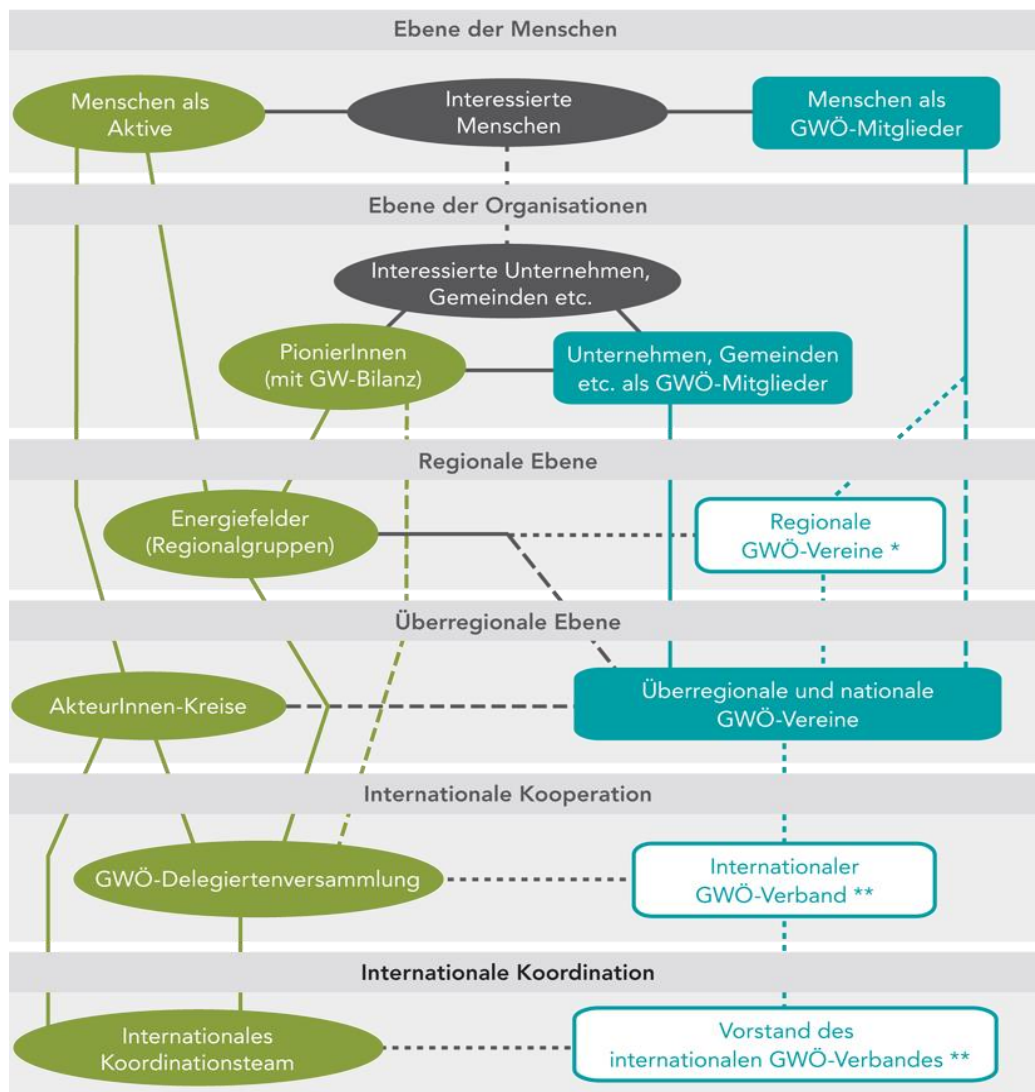 Ebene der Menschen
Menschen als
Aktive
Interessierte
Menschen
Menschen als
GWÖ-Mitglieder
Ebene der Organisationen
Interessierte Unternehmen,
Gemeinden etc.
PionierInnen
(mit GW-Bilanz)
Unternehmen, Gemeinden
etc. als GWÖ-Mitglieder
Regionale Ebene
Energiefelder
(Regionalgruppen)
Regionale
GWÖ-Vereine *
Überregionale Ebene
AkteurInnen-Kreise
Überregionale und nationale
GWÖ-Vereine
Internationale Kooperation
GWÖ-Delegiertenversammlung
Internationaler
GWÖ-Verband **
Internationale Koordination
Internationales
Koordinationsteam
Vorstand des
internationalen GWÖ-Verbandes **